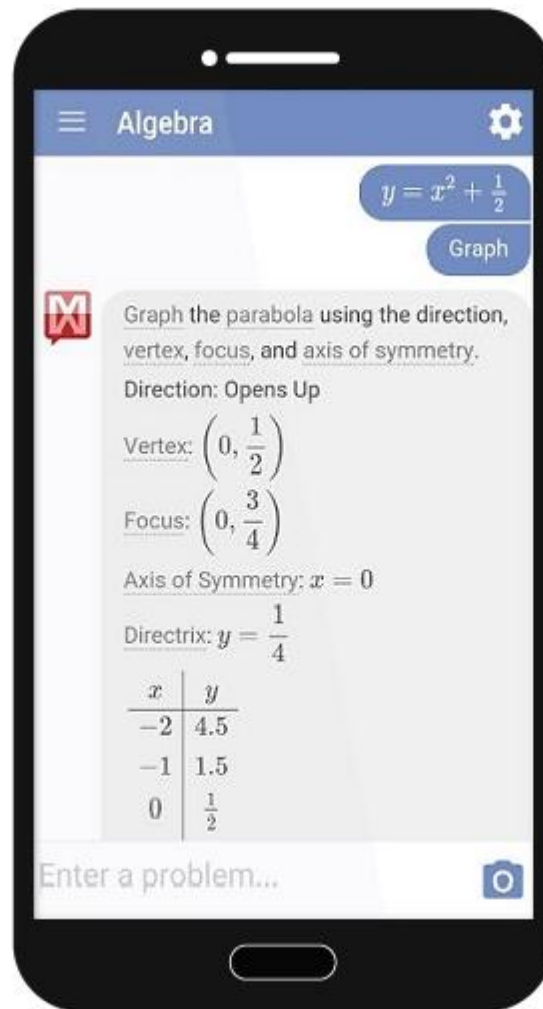 Algebra
y = x² + 1/2
Graph
Graph the parabola using the direction,
vertex, focus, and axis of symmetry.
Direction: Opens Up
Vertex: (0, 1/2)
Focus: (0, 3/4)
Axis of Symmetry: x = 0
Directrix: y = 1/4
x y
−2 4.5
−1 1.5
0 1/2
Enter a problem...